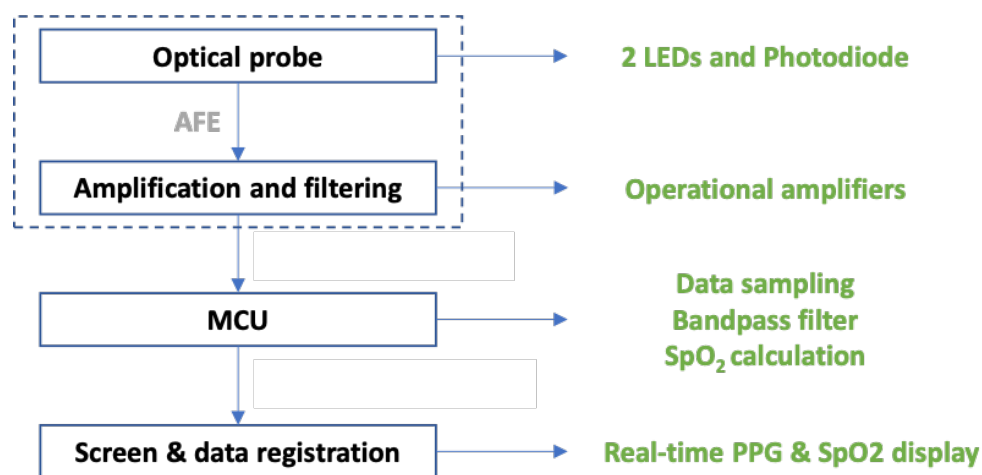 Optical probe
2 LEDs and Photodiode
AFE
Amplification and filtering
Operational amplifiers
MCU
Data sampling
Bandpass filter
SpO₂ calculation
Screen & data registration
Real-time PPG & SpO2 display